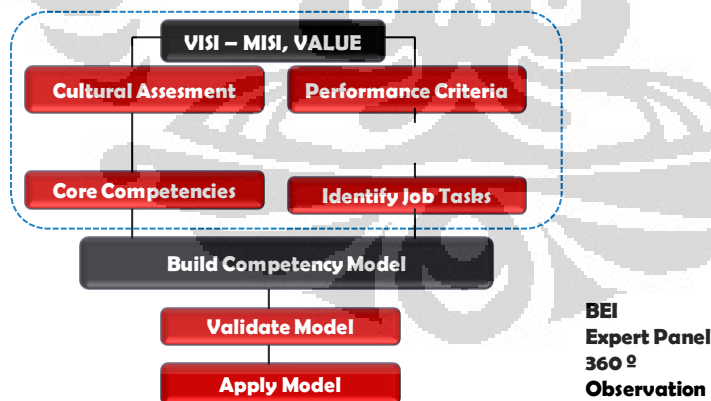 VISI – MISI, VALUE
Cultural Assesment
Performance Criteria
Core Competencies
Identify Job Tasks
Build Competency Model
Validate Model
Apply Model
BEI
Expert Panel
360 º
Observation